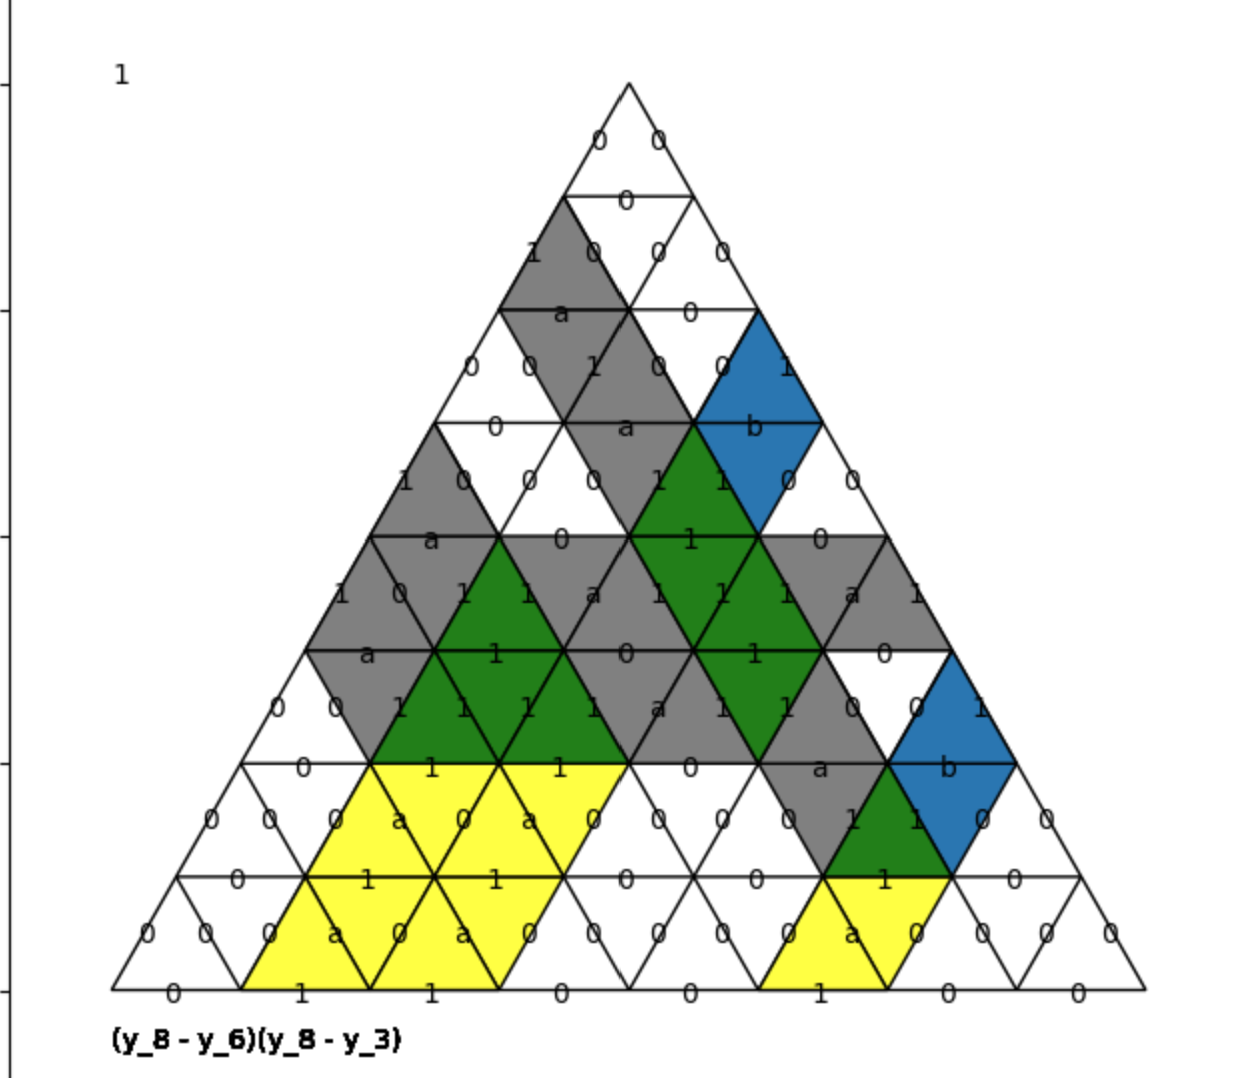 1
0 0
0
1 0 0 0
a 0
0 0 1 0 0 1
0 a b
1 0 0 0 1 1 0 0
a 0 1 0
1 0 1 1 a 1 1 1 a 1
a 1 0 1 0
0 0 1 1 1 1 a 1 1 0 0 1
0 1 1 0 a b
0 0 0 a 0 a 0 0 0 0 1 1 0 0
0 1 1 0 0 1 0
0 0 0 a 0 a 0 0 0 0 0 a 0 0 0 0
0 1 1 0 0 1 0 0
(y_8 - y_6)(y_8 - y_3)